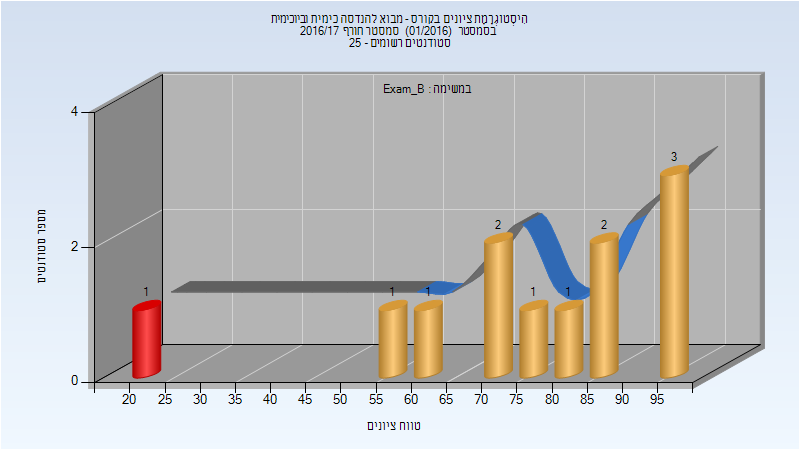 היסטוגרמת ציונים בקורס - מבוא להנדסה כימית וביוכימית
בסמסטר (01/2016) סמסטר חורף 2016/17
סטודנטים רשומים - 25
במשימה : Exam_B
מספר סטודנטים
4
2
0
1
1
1
2
1
1
2
3
20 25 30 35 40 45 50 55 60 65 70 75 80 85 90 95
טווח ציונים